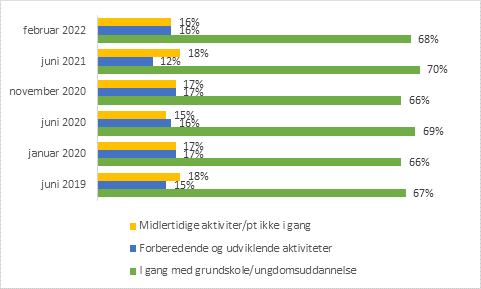 februar 2022
16%
16%
68%
juni 2021
18%
12%
70%
november 2020
17%
17%
66%
juni 2020
15%
16%
69%
januar 2020
17%
17%
66%
juni 2019
18%
15%
67%
Midlertidige aktiviter/pt ikke i gang
Forberedende og udviklende aktiviteter
I gang med grundskole/ungdomsuddannelse